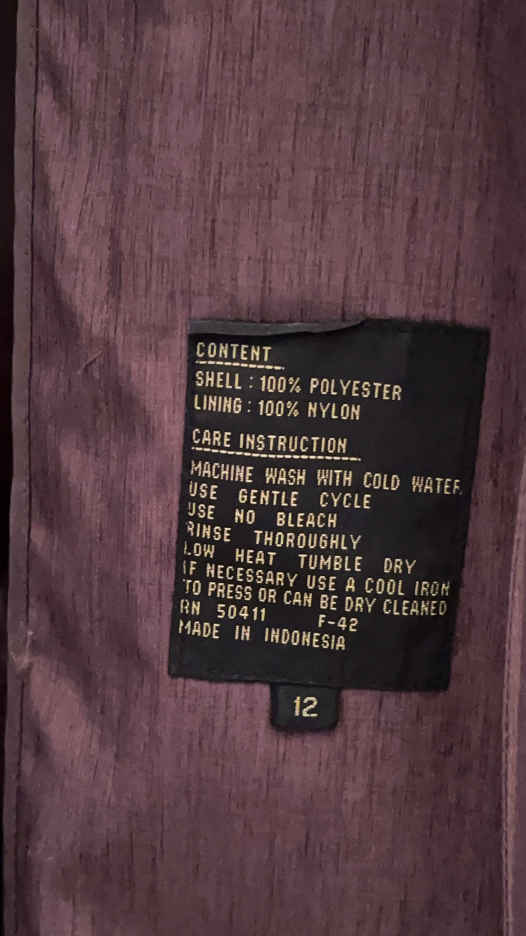 CONTENT
SHELL : 100% POLYESTER
LINING : 100% NYLON
CARE INSTRUCTION
MACHINE WASH WITH COLD WATER.
USE GENTLE CYCLE
USE NO BLEACH
RINSE THOROUGHLY
LOW HEAT TUMBLE DRY
IF NECESSARY USE A COOL IRON
TO PRESS OR CAN BE DRY CLEANED
RN 50411 F-42
MADE IN INDONESIA
12